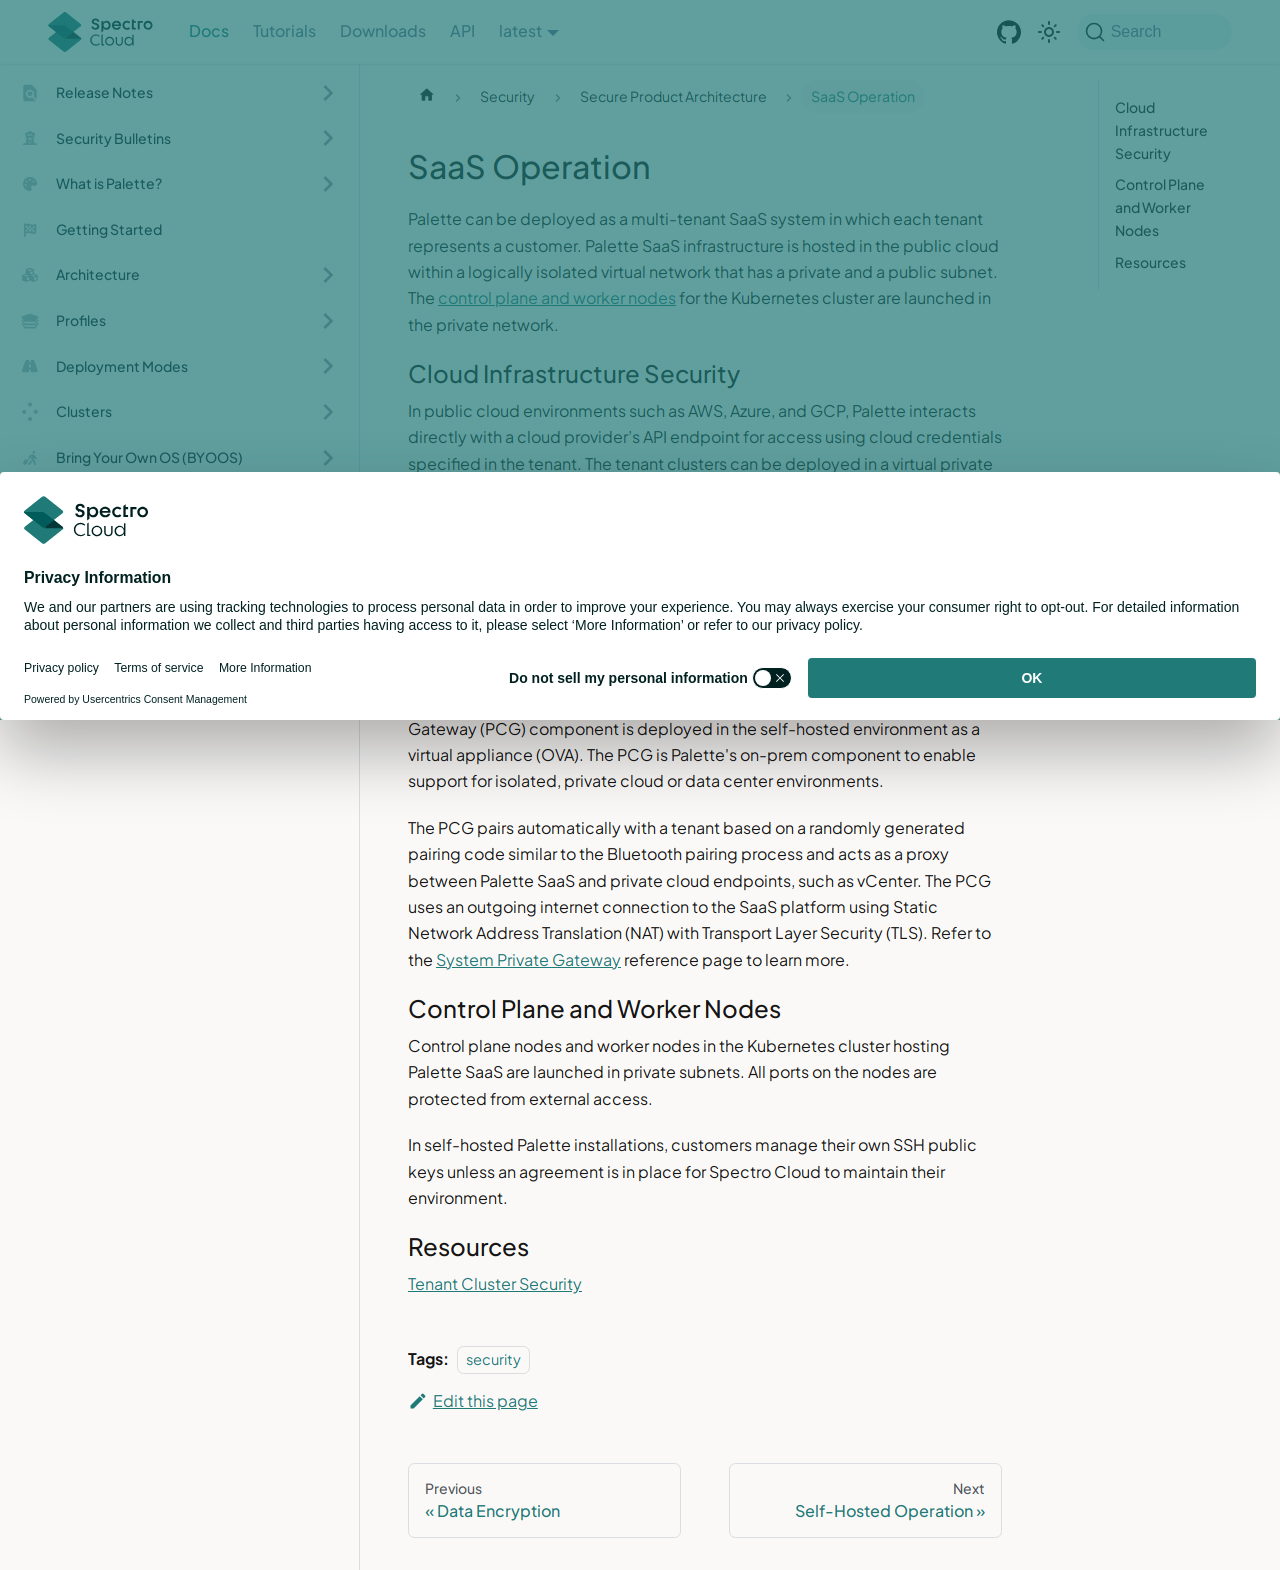 Spectro Cloud
Docs
Tutorials
Downloads
API
latest
Search
Release Notes
Security Bulletins
What is Palette?
Getting Started
Architecture
Profiles
Deployment Modes
Clusters
Bring Your Own OS (BYOOS)
Security
Secure Product Architecture
SaaS Operation
SaaS Operation
Palette can be deployed as a multi-tenant SaaS system in which each tenant
represents a customer. Palette SaaS infrastructure is hosted in the public cloud
within a logically isolated virtual network that has a private and a public subnet.
The control plane and worker nodes for the Kubernetes cluster are launched in
the private network.
Cloud Infrastructure Security
In public cloud environments such as AWS, Azure, and GCP, Palette interacts
directly with a cloud provider's API endpoint for access using cloud credentials
specified in the tenant. The tenant clusters can be deployed in a virtual private
Cloud
Infrastructure
Security
Control Plane
and Worker
Nodes
Resources
Spectro
Cloud
Privacy Information
We and our partners are using tracking technologies to process personal data in order to improve your experience. You may always exercise your consumer right to opt-out. For detailed information
about personal information we collect and third parties having access to it, please select ‘More Information’ or refer to our privacy policy.
Privacy policy
Terms of service
More Information
Do not sell my personal information
OK
Powered by Usercentrics Consent Management
Gateway (PCG) component is deployed in the self-hosted environment as a
virtual appliance (OVA). The PCG is Palette's on-prem component to enable
support for isolated, private cloud or data center environments.
The PCG pairs automatically with a tenant based on a randomly generated
pairing code similar to the Bluetooth pairing process and acts as a proxy
between Palette SaaS and private cloud endpoints, such as vCenter. The PCG
uses an outgoing internet connection to the SaaS platform using Static
Network Address Translation (NAT) with Transport Layer Security (TLS). Refer to
the System Private Gateway reference page to learn more.
Control Plane and Worker Nodes
Control plane nodes and worker nodes in the Kubernetes cluster hosting
Palette SaaS are launched in private subnets. All ports on the nodes are
protected from external access.
In self-hosted Palette installations, customers manage their own SSH public
keys unless an agreement is in place for Spectro Cloud to maintain their
environment.
Resources
Tenant Cluster Security
Tags: security
Edit this page
Previous
« Data Encryption
Next
Self-Hosted Operation »